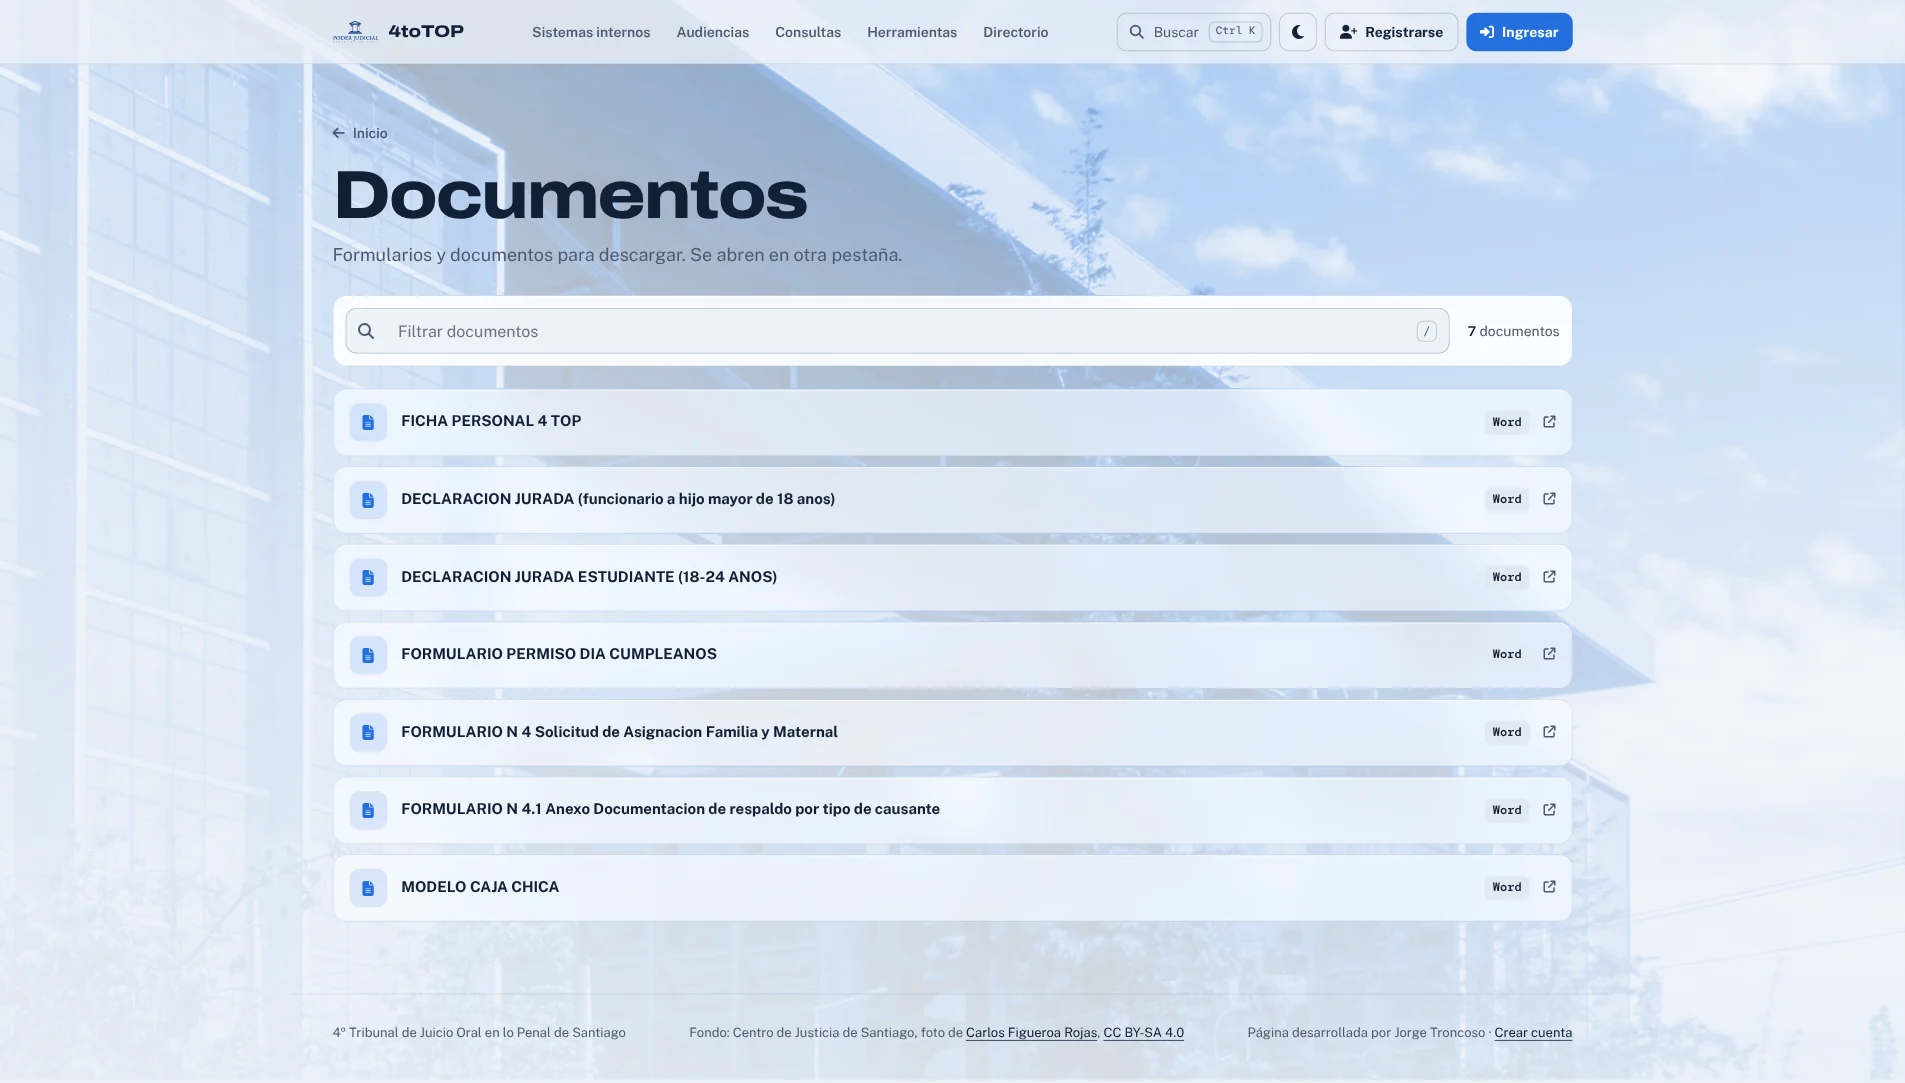 PODER JUDICIAL
4toTOP
Sistemas internos
Audiencias
Consultas
Herramientas
Directorio
Buscar
Ctrl K
Registrarse
Ingresar
Inicio
Documentos
Formularios y documentos para descargar. Se abren en otra pestaña.
Filtrar documentos
/
7 documentos
FICHA PERSONAL 4 TOP
Word
DECLARACION JURADA (funcionario a hijo mayor de 18 anos)
Word
DECLARACION JURADA ESTUDIANTE (18-24 ANOS)
Word
FORMULARIO PERMISO DIA CUMPLEANOS
Word
FORMULARIO N 4 Solicitud de Asignacion Familia y Maternal
Word
FORMULARIO N 4.1 Anexo Documentacion de respaldo por tipo de causante
Word
MODELO CAJA CHICA
Word
4º Tribunal de Juicio Oral en lo Penal de Santiago
Fondo: Centro de Justicia de Santiago, foto de Carlos Figueroa Rojas, CC BY-SA 4.0
Página desarrollada por Jorge Troncoso · Crear cuenta